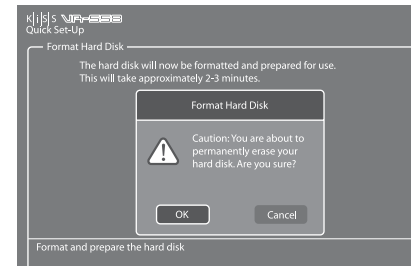 KiSS VR-558
Quick Set-Up
Format Hard Disk
The hard disk will now be formatted and prepared for use.
This will take approximately 2-3 minutes.
Format Hard Disk
Caution: You are about to
permanently erase your
hard disk. Are you sure?
OK
Cancel
Format and prepare the hard disk